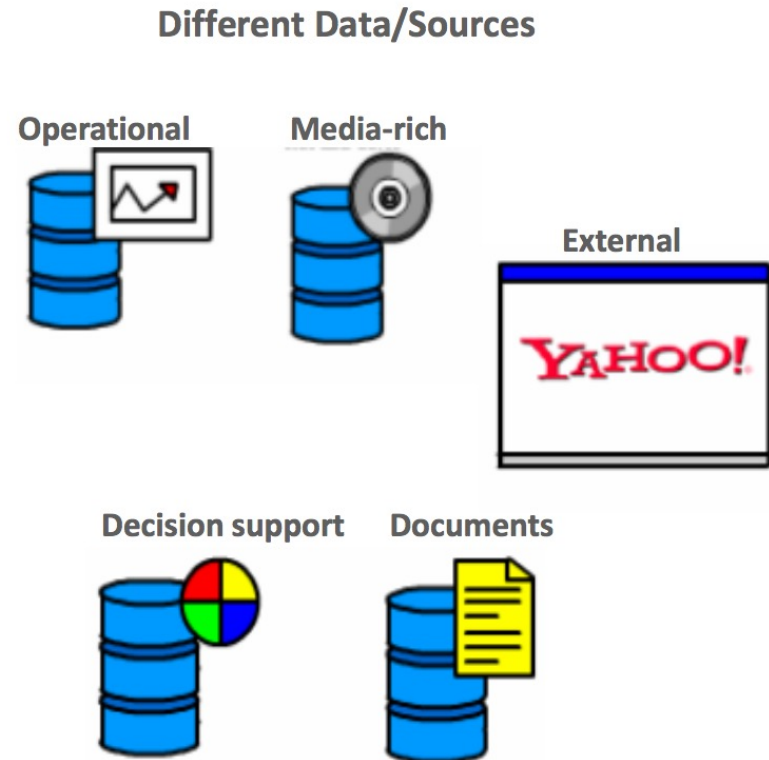 Different Data/Sources
Operational
Media-rich
External
YAHOO!
Decision support
Documents